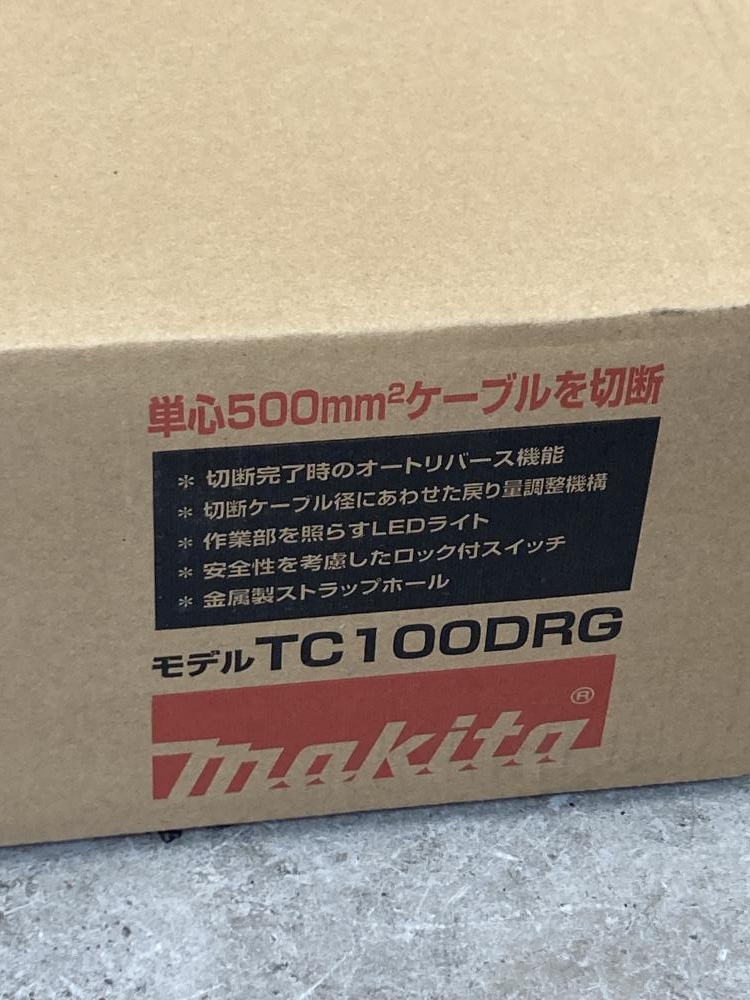 単心500mm²ケーブルを切断
* 切断完了時のオートリバース機能
* 切断ケーブル径にあわせた戻り量調整機構
* 作業部を照らすLEDライト
* 安全性を考慮したロック付スイッチ
* 金属製ストラップホール
モデルTC100DRG
makita®